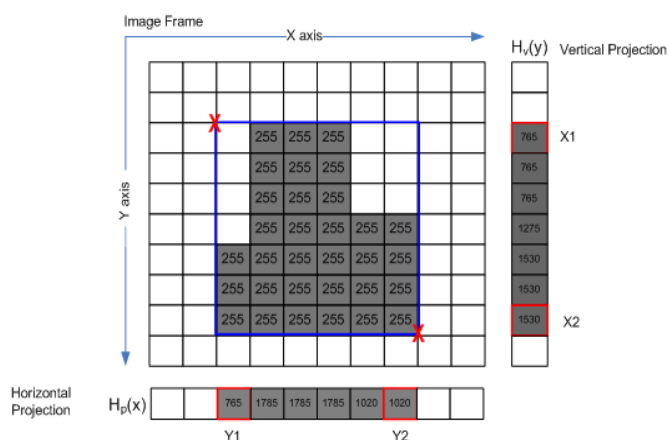 Image Frame
X axis
Hv(y) Vertical Projection
X X1
255 255 255 765
255 255 255 765
255 255 255 765
Y axis
255 255 255 255 255 1275
255 255 255 255 255 255 1530
255 255 255 255 255 255 1530
255 255 255 255 255 255 1530
X X2
Horizontal
Projection
Hp(x) 765 1785 1785 1785 1020 1020
Y1 Y2